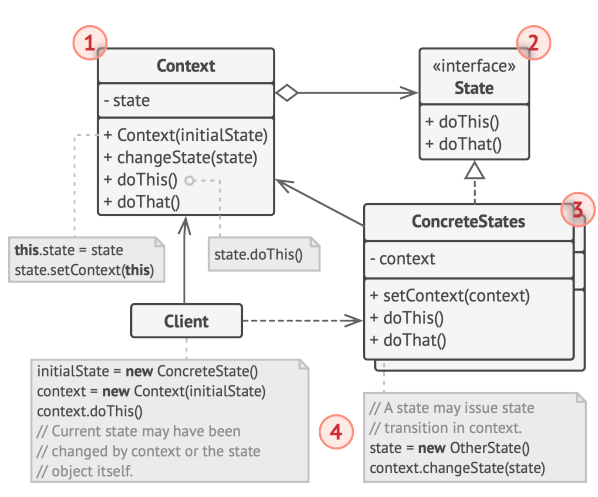 1
Context
- state
+ Context(initialState)
+ changeState(state)
+ doThis()
+ doThat()
this.state = state
state.setContext(this)
state.doThis()
2
«interface»
State
+ doThis()
+ doThat()
3
ConcreteStates
- context
+ setContext(context)
+ doThis()
+ doThat()
Client
initialState = new ConcreteState()
context = new Context(initialState)
context.doThis()
// Current state may have been
// changed by context or the state
// object itself.
4
// A state may issue state
// transition in context.
state = new OtherState()
context.changeState(state)